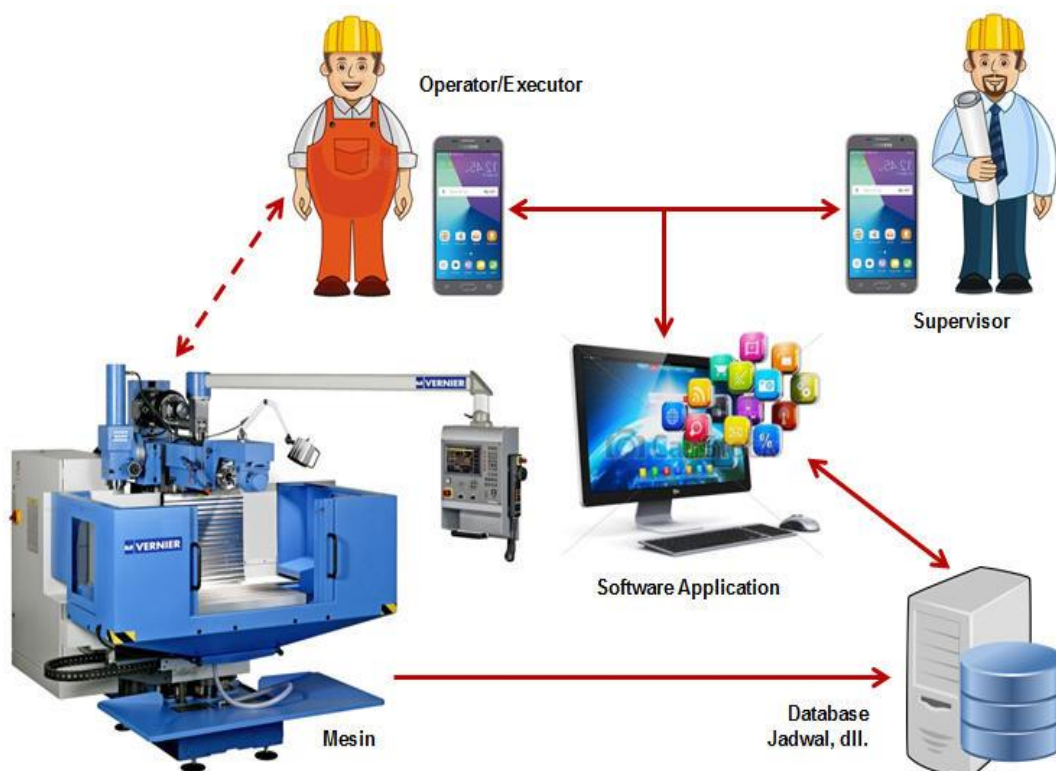 Operator/Executor
Supervisor
VERNIER
VERNIER
Software Application
Mesin
Database
Jadwal, dll.